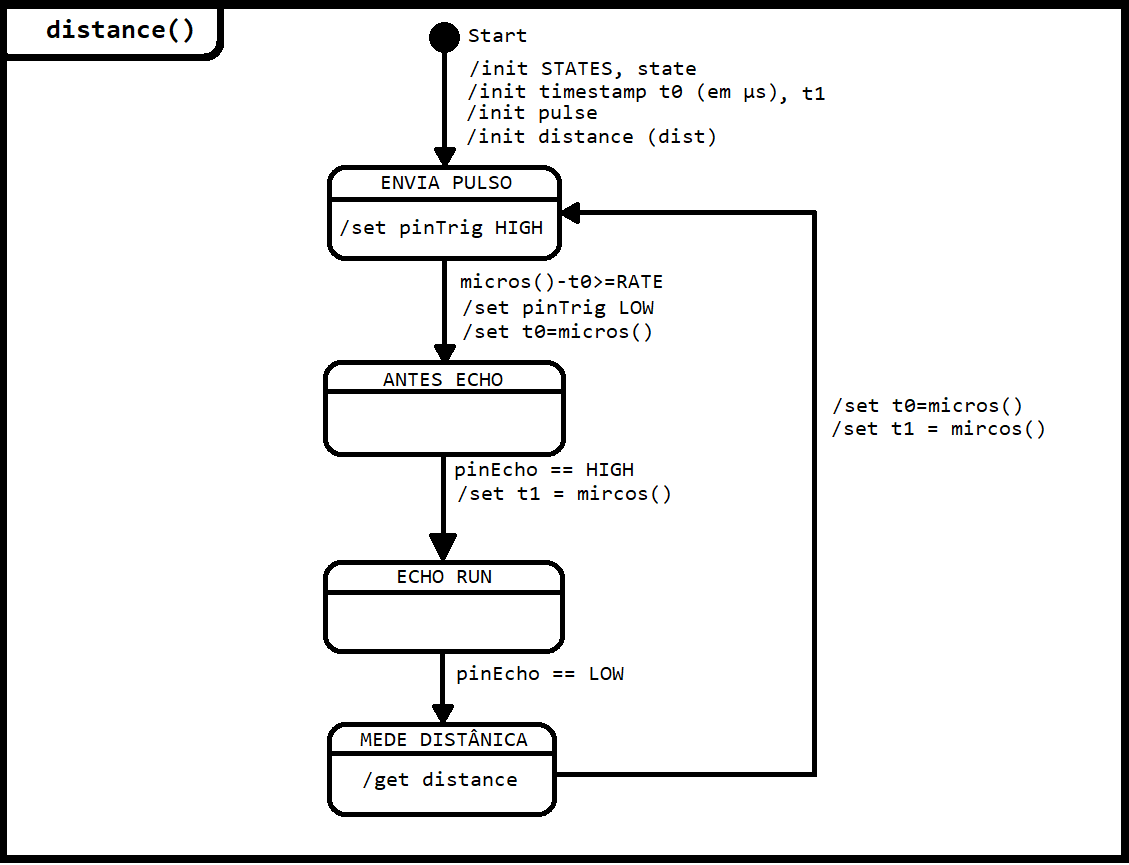 distance()
Start
/init STATES, state
/init timestamp t0 (em µs), t1
/init pulse
/init distance (dist)
ENVIA PULSO
/set pinTrig HIGH
micros()-t0>=RATE
/set pinTrig LOW
/set t0=micros()
ANTES ECHO
/set t0=micros()
/set t1 = mircos()
pinEcho == HIGH
/set t1 = mircos()
ECHO RUN
pinEcho == LOW
MEDE DISTÂNICA
/get distance